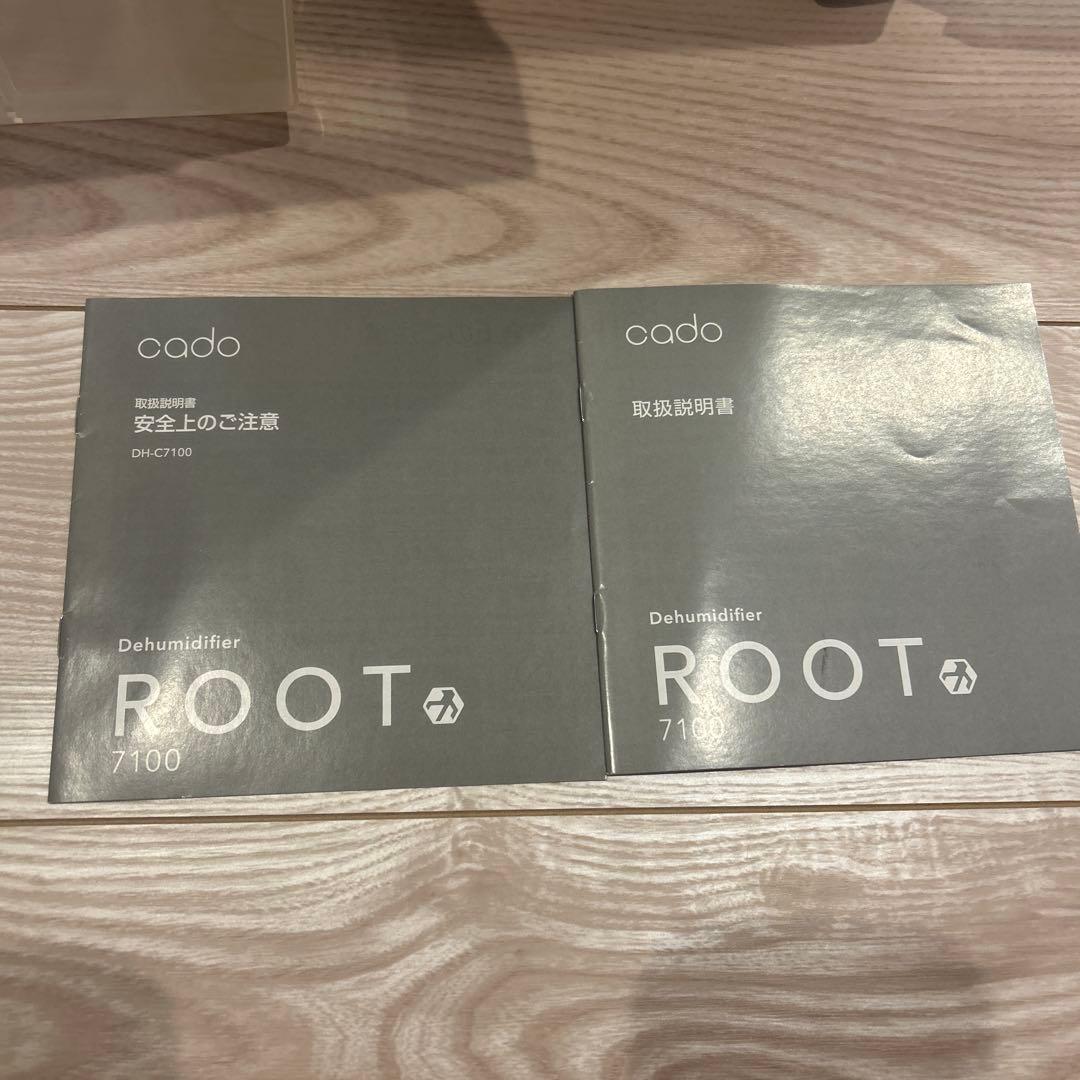 cado
取扱説明書
安全上のご注意
DH-C7100
Dehumidifier
ROOT
7100
cado
取扱説明書
Dehumidifier
ROOT
7100